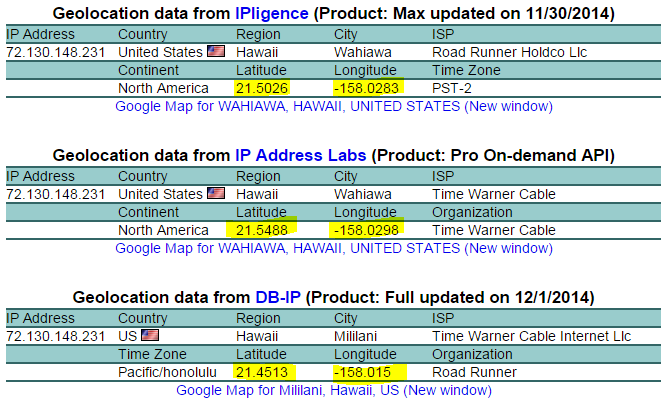 Geolocation data from IPligence (Product: Max updated on 11/30/2014)
IP Address Country Region City ISP
72.130.148.231 United States Hawaii Wahiawa Road Runner Holdco Llc
Continent Latitude Longitude Time Zone
North America 21.5026 -158.0283 PST-2
Google Map for WAHIAWA, HAWAII, UNITED STATES (New window)
Geolocation data from IP Address Labs (Product: Pro On-demand API)
IP Address Country Region City ISP
72.130.148.231 United States Hawaii Wahiawa Time Warner Cable
Continent Latitude Longitude Organization
North America 21.5488 -158.0298 Time Warner Cable
Google Map for WAHIAWA, HAWAII, UNITED STATES (New window)
Geolocation data from DB-IP (Product: Full updated on 12/1/2014)
IP Address Country Region City ISP
72.130.148.231 US Hawaii Mililani Time Warner Cable Internet Llc
Time Zone Latitude Longitude Organization
Pacific/honolulu 21.4513 -158.015 Road Runner
Google Map for Mililani, Hawaii, US (New window)